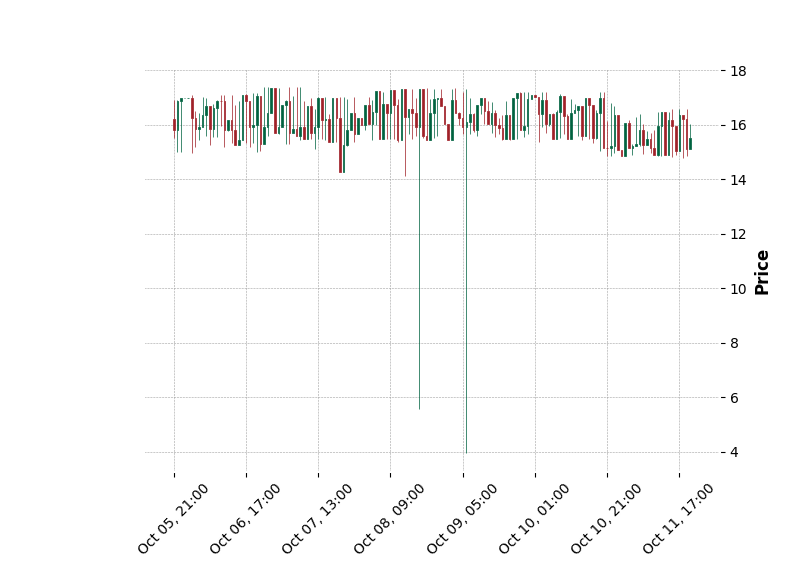 18
16
14
12
10
8
6
4
Price
Oct 05, 21:00
Oct 06, 17:00
Oct 07, 13:00
Oct 08, 09:00
Oct 09, 05:00
Oct 10, 01:00
Oct 10, 21:00
Oct 11, 17:00